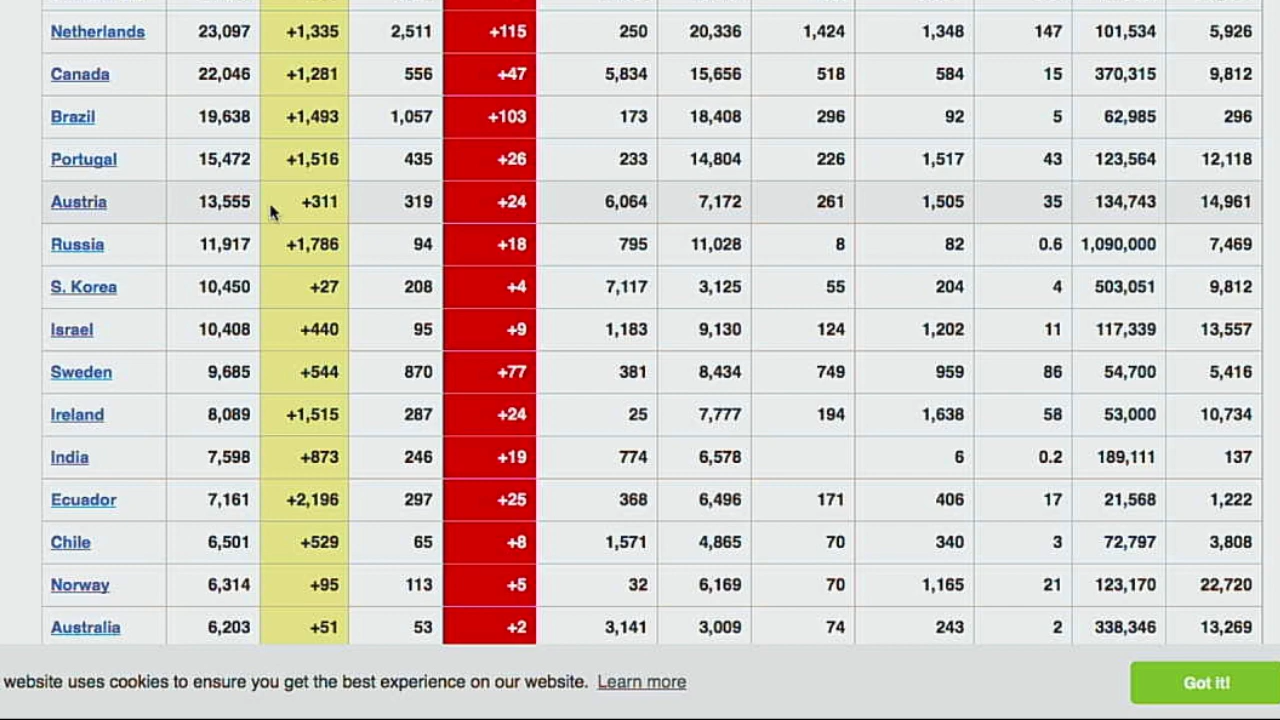 Netherlands 23,097 +1,335 2,511 +115 250 20,336 1,424 1,348 147 101,534 5,926
Canada 22,046 +1,281 556 +47 5,834 15,656 518 584 15 370,315 9,812
Brazil 19,638 +1,493 1,057 +103 173 18,408 296 92 5 62,985 296
Portugal 15,472 +1,516 435 +26 233 14,804 226 1,517 43 123,564 12,118
Austria 13,555 +311 319 +24 6,064 7,172 261 1,505 35 134,743 14,961
Russia 11,917 +1,786 94 +18 795 11,028 8 82 0.6 1,090,000 7,469
S. Korea 10,450 +27 208 +4 7,117 3,125 55 204 4 503,051 9,812
Israel 10,408 +440 95 +9 1,183 9,130 124 1,202 11 117,339 13,557
Sweden 9,685 +544 870 +77 381 8,434 749 959 86 54,700 5,416
Ireland 8,089 +1,515 287 +24 25 7,777 194 1,638 58 53,000 10,734
India 7,598 +873 246 +19 774 6,578 6 0.2 189,111 137
Ecuador 7,161 +2,196 297 +25 368 6,496 171 406 17 21,568 1,222
Chile 6,501 +529 65 +8 1,571 4,865 70 340 3 72,797 3,808
Norway 6,314 +95 113 +5 32 6,169 70 1,165 21 123,170 22,720
Australia 6,203 +51 53 +2 3,141 3,009 74 243 2 338,346 13,269
website uses cookies to ensure you get the best experience on our website. Learn more Got it!